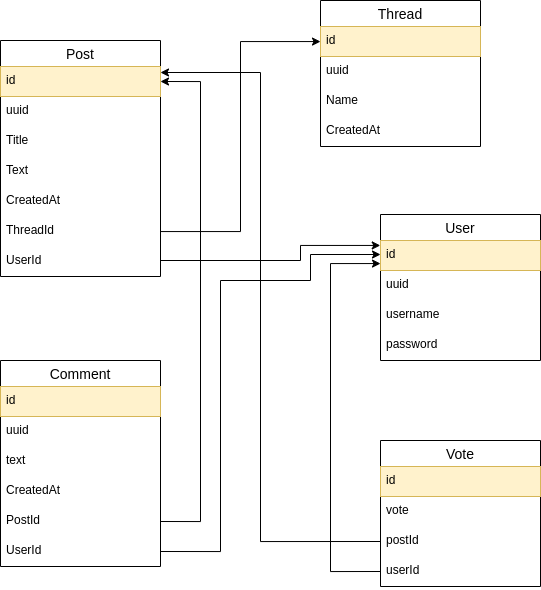 Thread
id
uuid
Name
CreatedAt
Post
id
uuid
Title
Text
CreatedAt
ThreadId
UserId
User
id
uuid
username
password
Comment
id
uuid
text
CreatedAt
PostId
UserId
Vote
id
vote
postId
userId